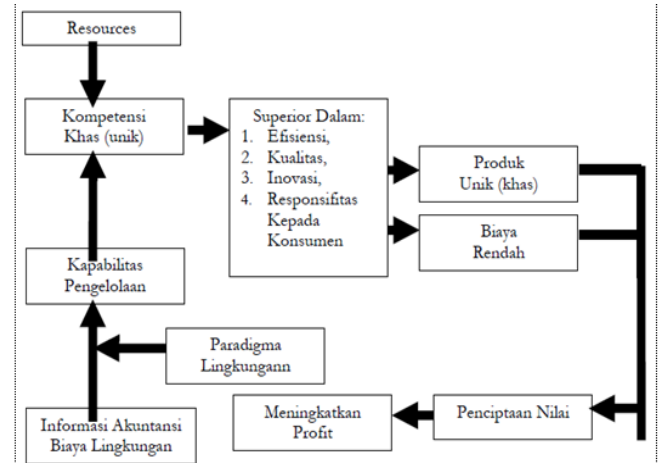 Resources
Kompetensi
Khas (unik)
Superior Dalam:
1. Efisiensi,
2. Kualitas,
3. Inovasi,
4. Responsifitas
Kepada
Konsumen
Produk
Unik (khas)
Biaya
Rendah
Kapabilitas
Pengelolaan
Paradigma
Lingkungann
Informasi Akuntansi
Biaya Lingkungan
Meningkatkan
Profit
Penciptaan Nilai